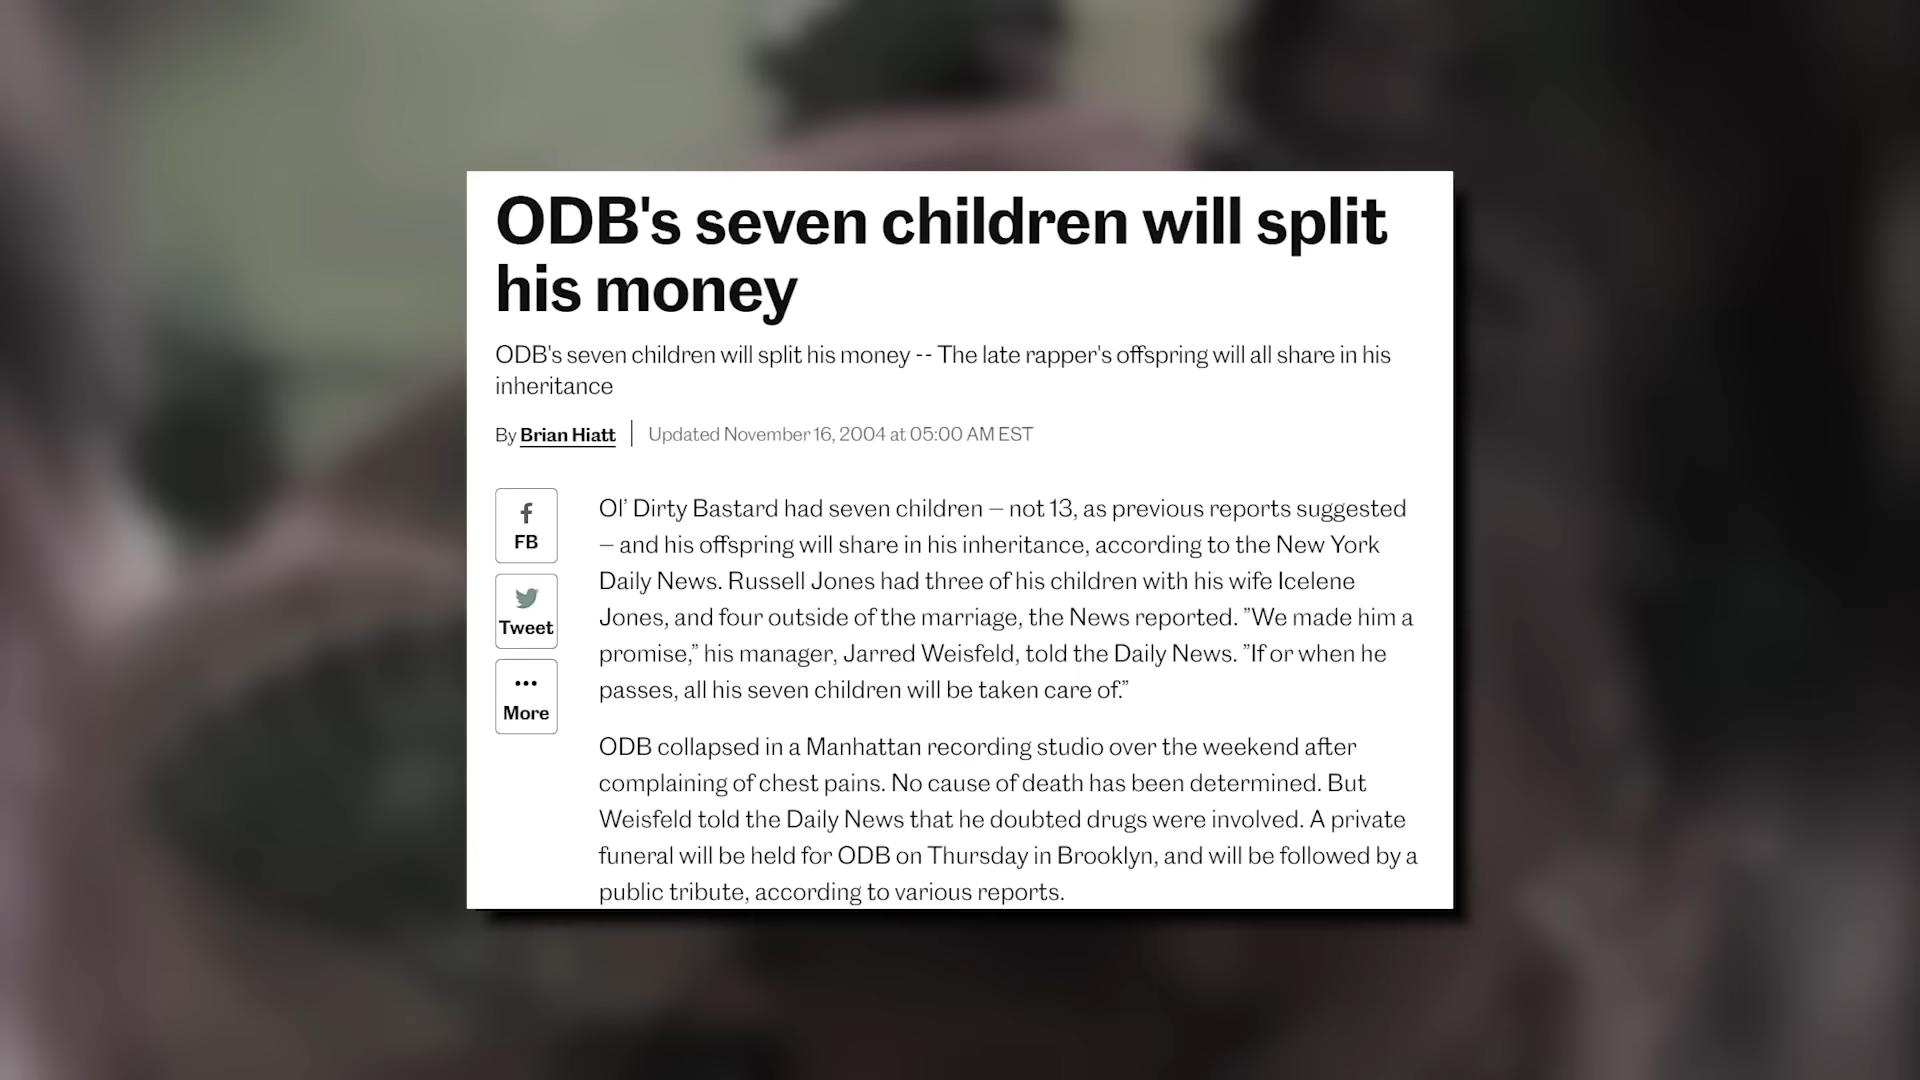 ODB's seven children will split
his money
ODB's seven children will split his money -- The late rapper's offspring will all share in his
inheritance
By Brian Hiatt | Updated November 16, 2004 at 05:00 AM EST
FB
Tweet
More
Ol’ Dirty Bastard had seven children – not 13, as previous reports suggested
– and his offspring will share in his inheritance, according to the New York
Daily News. Russell Jones had three of his children with his wife Icelene
Jones, and four outside of the marriage, the News reported. ”We made him a
promise,” his manager, Jarred Weisfeld, told the Daily News. ”If or when he
passes, all his seven children will be taken care of.”
ODB collapsed in a Manhattan recording studio over the weekend after
complaining of chest pains. No cause of death has been determined. But
Weisfeld told the Daily News that he doubted drugs were involved. A private
funeral will be held for ODB on Thursday in Brooklyn, and will be followed by a
public tribute, according to various reports.